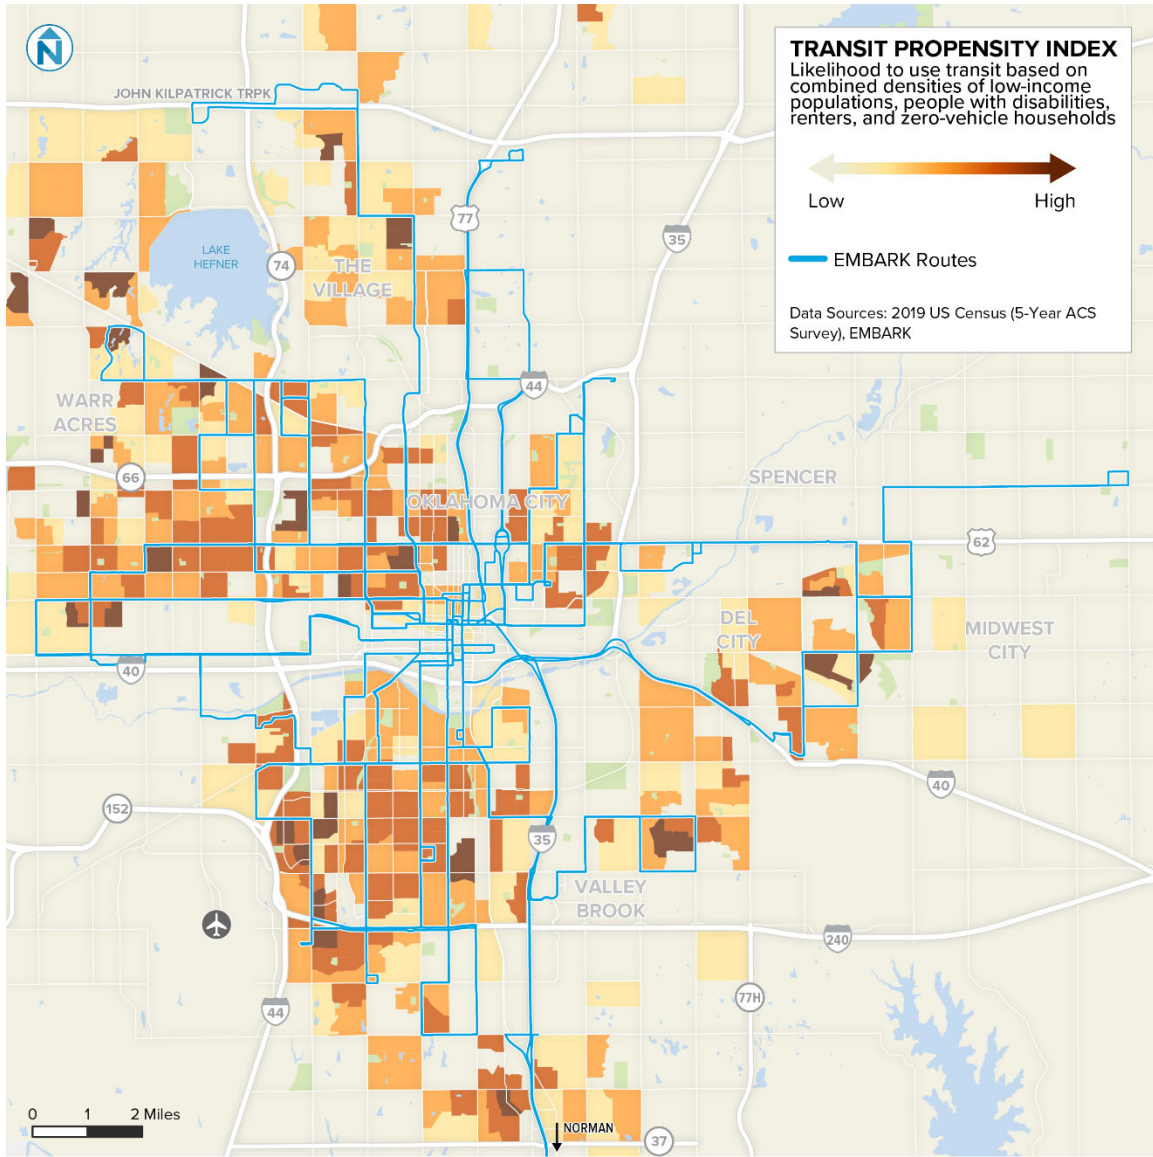 N
TRANSIT PROPENSITY INDEX
Likelihood to use transit based on
combined densities of low-income
populations, people with disabilities,
renters, and zero-vehicle households
Low
High
EMBARK Routes
Data Sources: 2019 US Census (5-Year ACS
Survey), EMBARK
JOHN KILPATRICK TRPK
77
35
LAKE
HEFNER
74
THE
VILLAGE
44
WARR
ACRES
66
SPENCER
OKLAHOMA CITY
62
DEL
CITY
MIDWEST
CITY
40
40
152
35
VALLEY
BROOK
240
77H
44
0 1 2 Miles
NORMAN
37